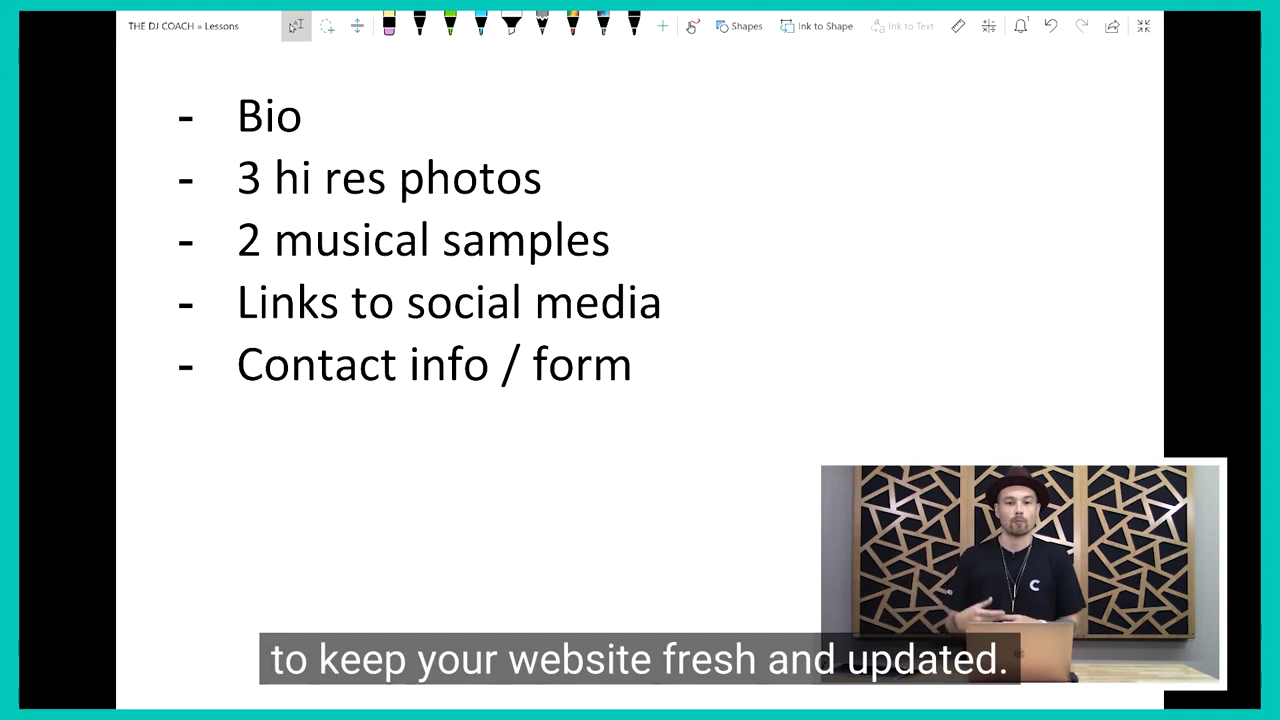 THE DJ COACH » Lessons
Shapes
Ink to Shape
Ink to Text
- Bio
- 3 hi res photos
- 2 musical samples
- Links to social media
- Contact info / form
C
to keep your website fresh and updated.